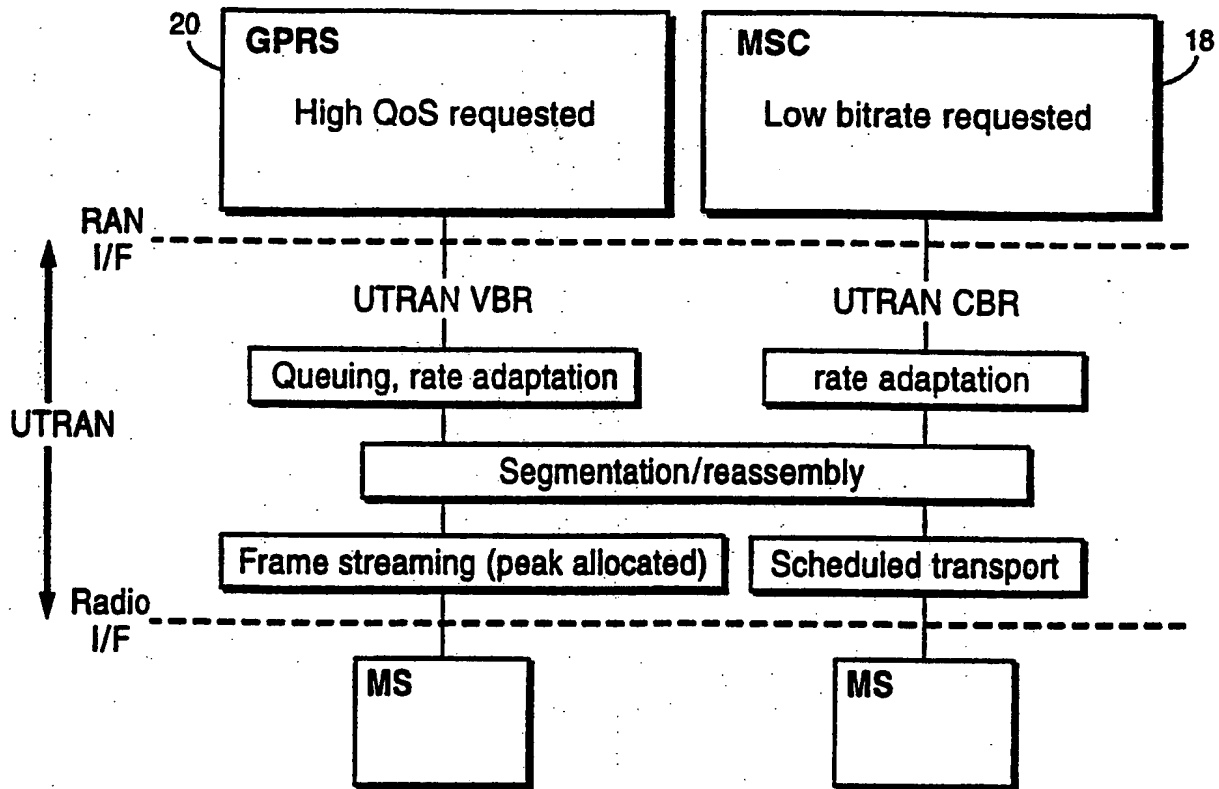 20
GPRS
High QoS requested
MSC
Low bitrate requested
18
RAN
I/F
UTRAN VBR
UTRAN CBR
Queuing, rate adaptation
rate adaptation
UTRAN
Segmentation/reassembly
Frame streaming (peak allocated)
Scheduled transport
Radio
I/F
MS
MS